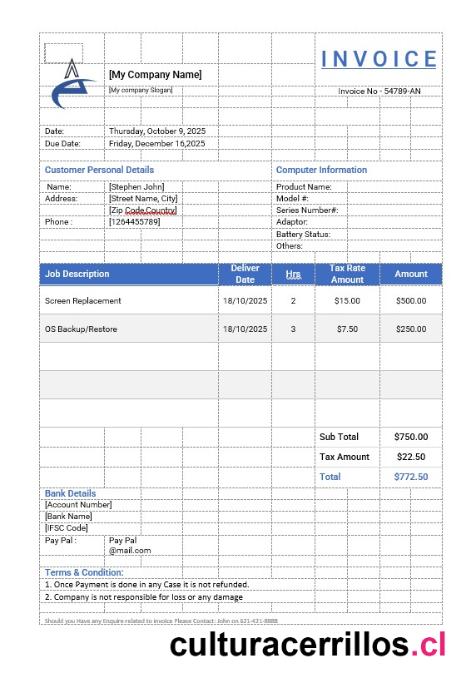 INVOICE
[My Company Name]
[My company Slogan]
Invoice No - 54789-AN
Date: Thursday, October 9, 2025
Due Date: Friday, December 16,2025
Customer Personal Details Computer Information
Name: [Stephen John] Product Name:
Address: [Street Name, City] Model #:
[Zip Code Country] Series Number#:
Phone : [1264455789] Adaptor:
Battery Status:
Others:
Job Description Deliver Date Hrs Tax Rate Amount Amount
Screen Replacement 18/10/2025 2 $15.00 $500.00
OS Backup/Restore 18/10/2025 3 $7.50 $250.00
Sub Total $750.00
Tax Amount $22.50
Total $772.50
Bank Details
[Account Number]
[Bank Name]
[IFSC Code]
Pay Pal : Pay Pal
@mail.com
Terms & Condition:
1. Once Payment is done in any Case it is not refunded.
2. Company is not responsible for loss or any damage
Should you Have any Enquire related to invoice Please Contact: John on 621-421-8888
culturacerrillos.cl